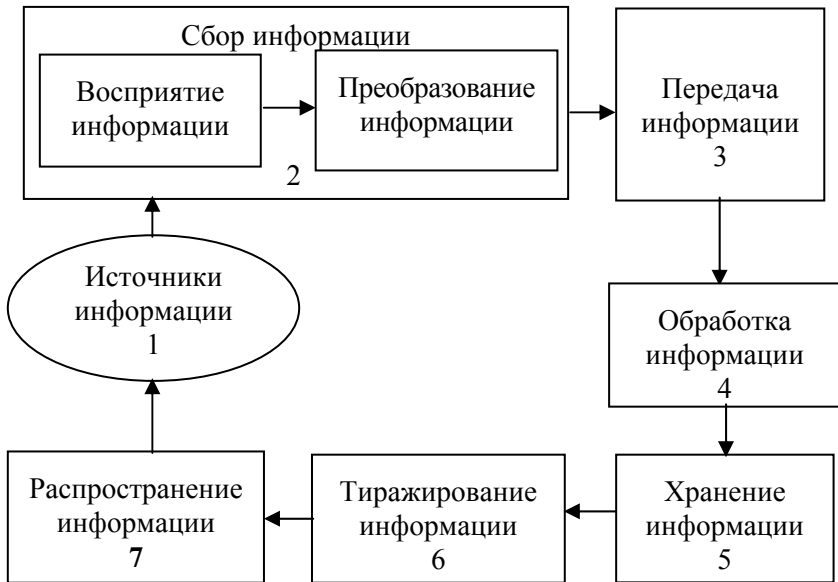 Сбор информации
Восприятие
информации
Преобразование
информации
2
Передача
информации
3
Источники
информации
1
Обработка
информации
4
Распространение
информации
7
Тиражирование
информации
6
Хранение
информации
5